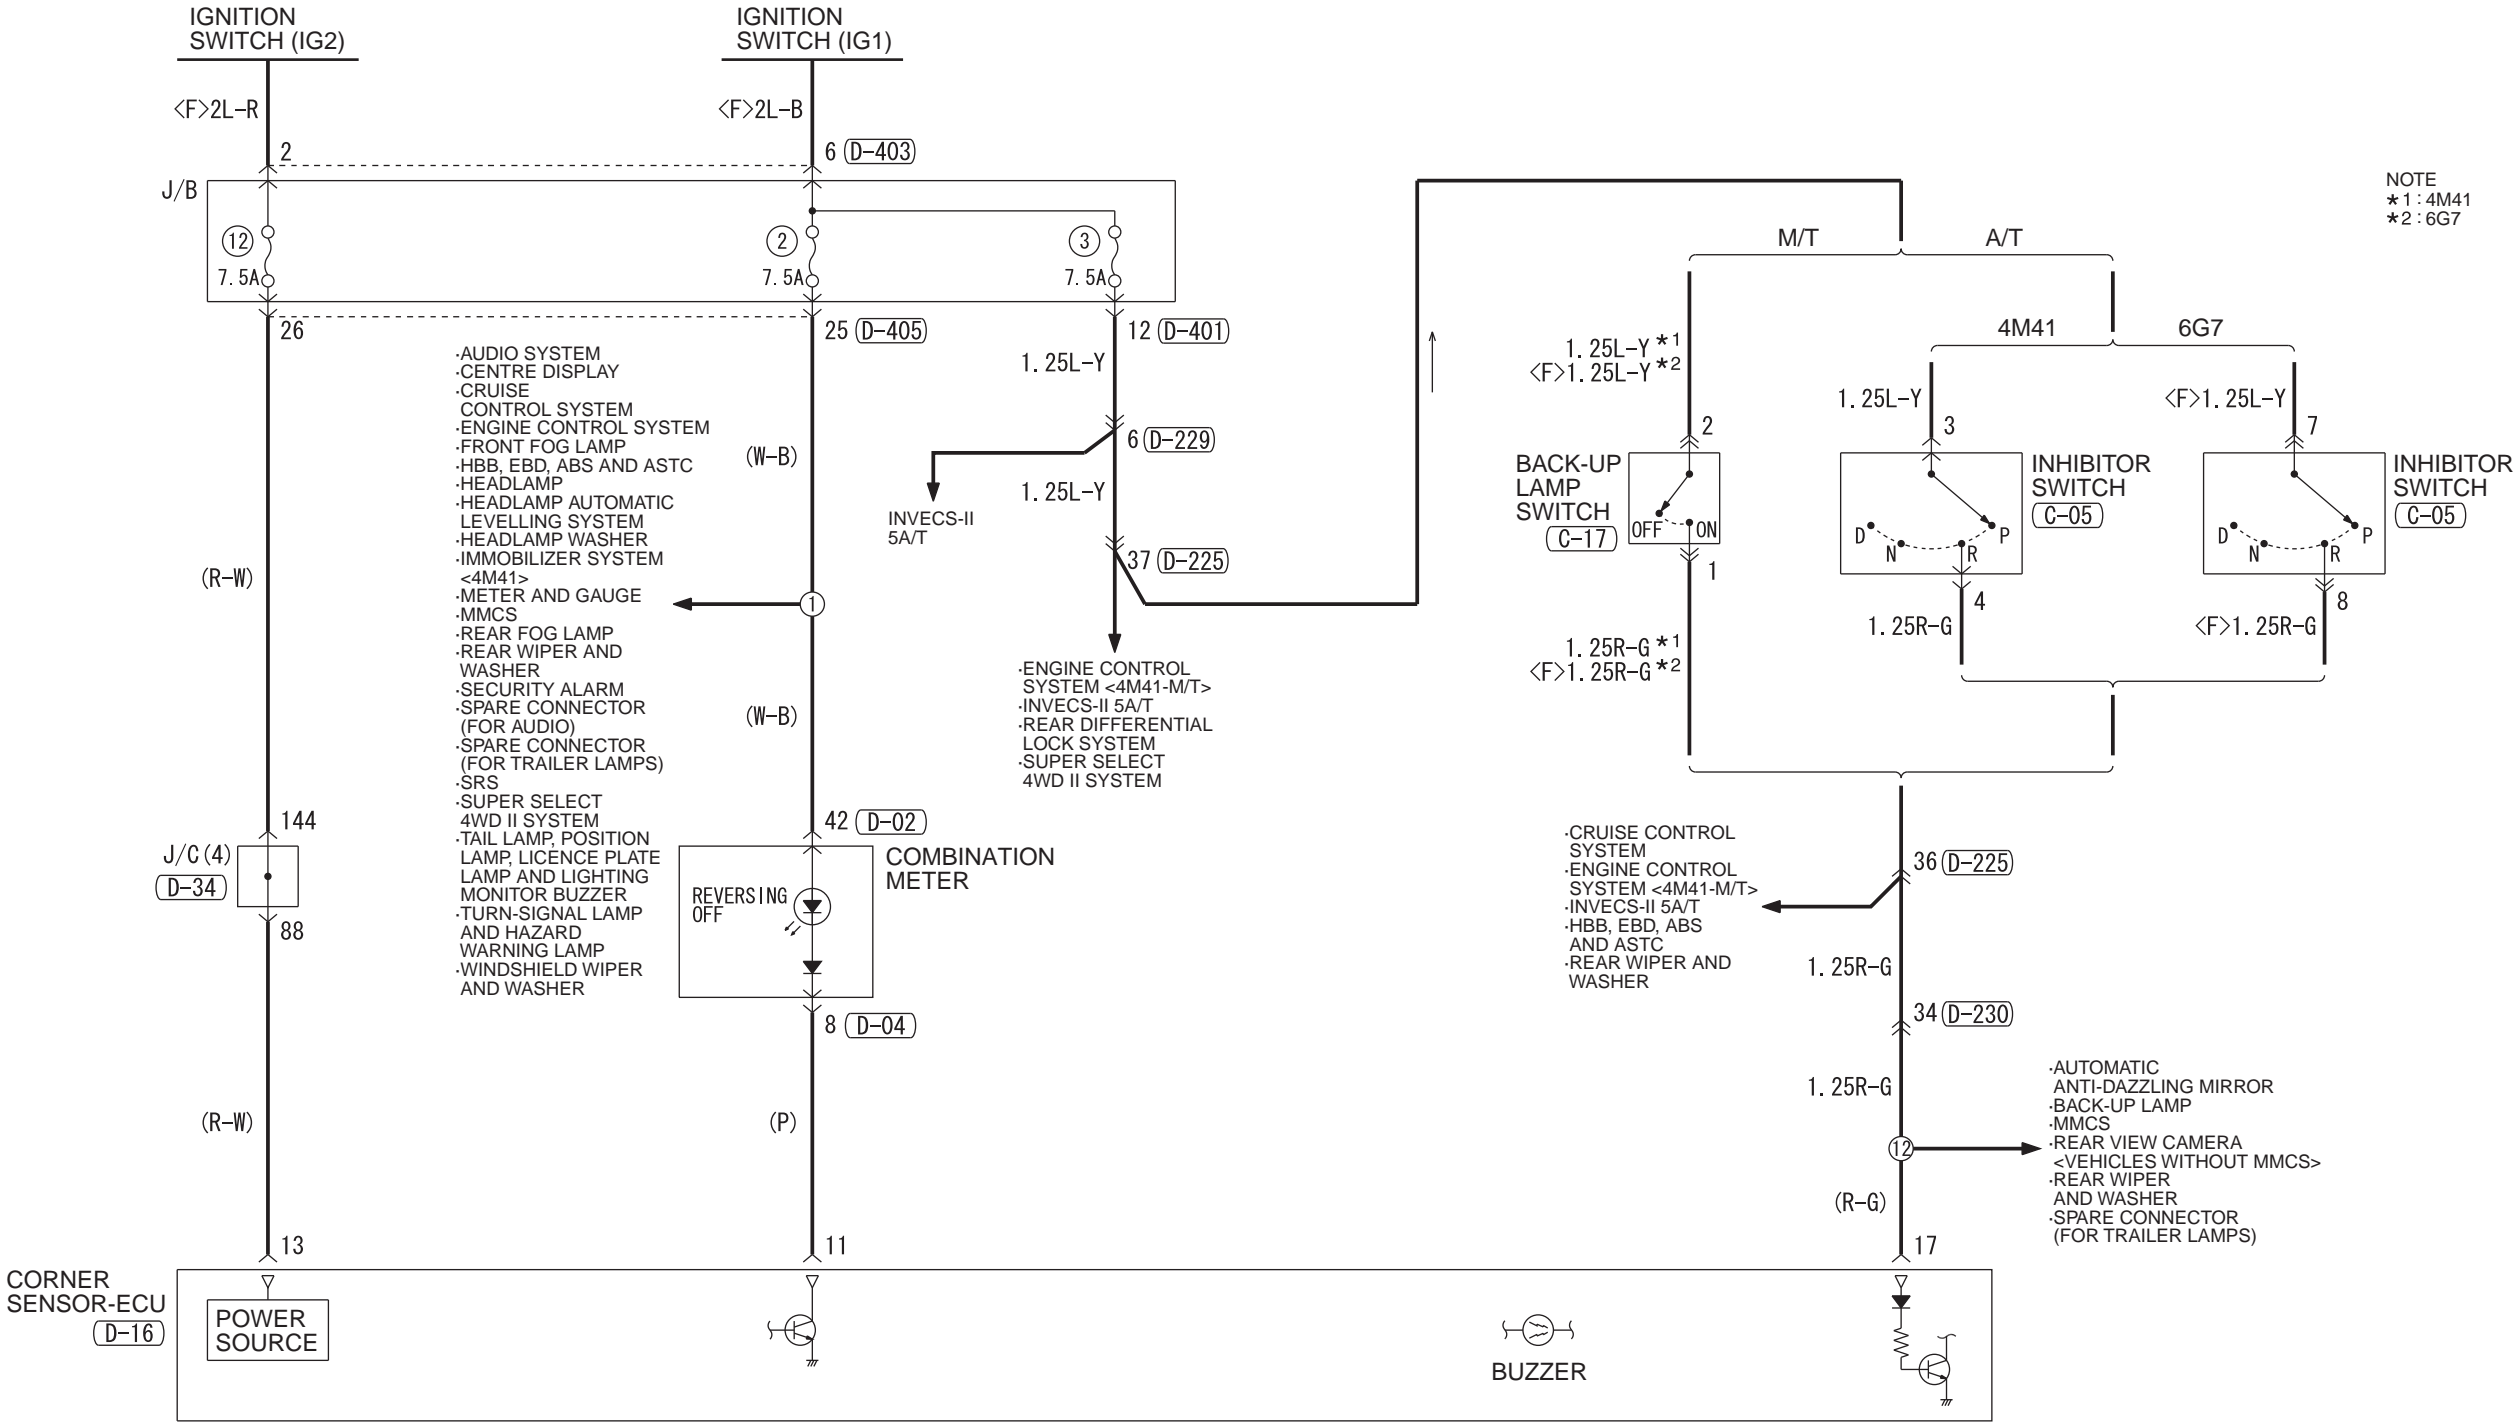 IGNITION
SWITCH (IG2)
IGNITION
SWITCH (IG1)
<F>2L-R
<F>2L-B
2
6 D-403
J/B
12
7.5A
2
7.5A
3
7.5A
26
25 D-405
12 D-401
NOTE
*1:4M41
*2:6G7
M/T
A/T
4M41
6G7
·AUDIO SYSTEM
·CENTRE DISPLAY
·CRUISE
CONTROL SYSTEM
·ENGINE CONTROL SYSTEM
·FRONT FOG LAMP
·HBB, EBD, ABS AND ASTC
·HEADLAMP
·HEADLAMP AUTOMATIC
LEVELLING SYSTEM
·HEADLAMP WASHER
·IMMOBILIZER SYSTEM
<4M41>
·METER AND GAUGE
·MMCS
·REAR FOG LAMP
·REAR WIPER AND
WASHER
·SECURITY ALARM
·SPARE CONNECTOR
(FOR AUDIO)
·SPARE CONNECTOR
(FOR TRAILER LAMPS)
·SRS
·SUPER SELECT
4WD II SYSTEM
·TAIL LAMP, POSITION
LAMP, LICENCE PLATE
LAMP AND LIGHTING
MONITOR BUZZER
·TURN-SIGNAL LAMP
AND HAZARD
WARNING LAMP
·WINDSHIELD WIPER
AND WASHER
(R-W)
(W-B)
1
(W-B)
1.25L-Y
6 D-229
INVECS-II
5A/T
1.25L-Y
37 D-225
·ENGINE CONTROL
SYSTEM <4M41-M/T>
·INVECS-II 5A/T
·REAR DIFFERENTIAL
LOCK SYSTEM
·SUPER SELECT
4WD II SYSTEM
1.25L-Y *1
<F>1.25L-Y *2
2
BACK-UP
LAMP
SWITCH
C-17
OFF
ON
1
1.25R-G *1
<F>1.25R-G *2
1.25L-Y
3
INHIBITOR
SWITCH
C-05
D
N
R
P
4
1.25R-G
<F>1.25L-Y
7
INHIBITOR
SWITCH
C-05
D
N
R
P
8
<F>1.25R-G
144
J/C(4)
D-34
88
(R-W)
13
42 D-02
COMBINATION
METER
REVERSING
OFF
8 D-04
(P)
11
·CRUISE CONTROL
SYSTEM
·ENGINE CONTROL
SYSTEM <4M41-M/T>
·INVECS-II 5A/T
·HBB, EBD, ABS
AND ASTC
·REAR WIPER AND
WASHER
36 D-225
1.25R-G
34 D-230
1.25R-G
12
·AUTOMATIC
ANTI-DAZZLING MIRROR
·BACK-UP LAMP
·MMCS
·REAR VIEW CAMERA
<VEHICLES WITHOUT MMCS>
·REAR WIPER
AND WASHER
·SPARE CONNECTOR
(FOR TRAILER LAMPS)
(R-G)
17
CORNER
SENSOR-ECU
D-16
POWER
SOURCE
BUZZER